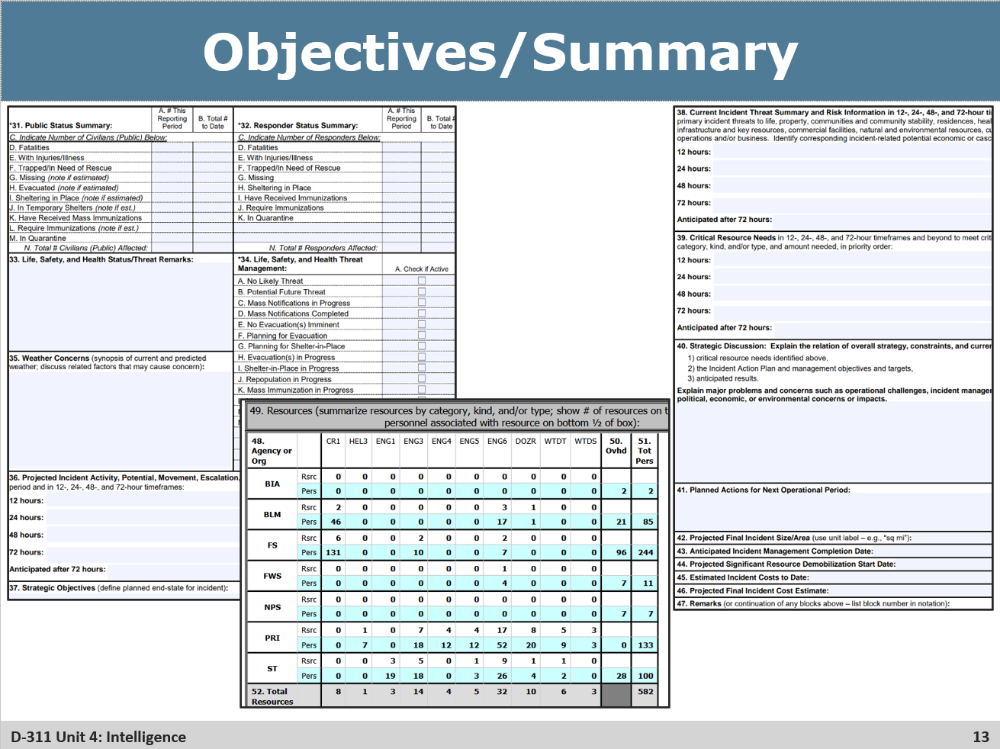 Objectives/Summary
*31. Public Status Summary:
A. # This
Reporting
Period
B. Total #
to Date
*32. Responder Status Summary:
A. # This
Reporting
Period
B. Total #
to Date
C. Indicate Number of Civilians (Public) Below:
C. Indicate Number of Responders Below:
D. Fatalities
D. Fatalities
E. With Injuries/Illness
E. With Injuries/Illness
F. Trapped/In Need of Rescue
F. Trapped/In Need of Rescue
G. Missing (note if estimated)
G. Missing
H. Evacuated (note if estimated)
H. Sheltering in Place
I. Sheltering in Place (note if estimated)
I. Have Received Immunizations
J. In Temporary Shelters (note if est.)
J. Require Immunizations
K. Have Received Mass Immunizations
K. In Quarantine
L. Require Immunizations (note if est.)
M. In Quarantine
N. Total # Civilians (Public) Affected:
N. Total # Responders Affected:
33. Life, Safety, and Health Status/Threat Remarks:
*34. Life, Safety, and Health Threat
Management:
A. Check if Active
A. No Likely Threat
B. Potential Future Threat
C. Mass Notifications in Progress
D. Mass Notifications Completed
E. No Evacuation(s) Imminent
F. Planning for Evacuation
G. Planning for Shelter-in-Place
H. Evacuation(s) in Progress
I. Shelter-in-Place in Progress
J. Repopulation in Progress
K. Mass Immunization in Progress
35. Weather Concerns (synopsis of current and predicted
weather; discuss related factors that may cause concern):
36. Projected Incident Activity, Potential, Movement, Escalation,
period and in 12-, 24-, 48-, and 72-hour timeframes:
12 hours:
24 hours:
48 hours:
72 hours:
Anticipated after 72 hours:
37. Strategic Objectives (define planned end-state for incident):
49. Resources (summarize resources by category, kind, and/or type; show # of resources on t
personnel associated with resource on bottom ½ of box):
48.
Agency or
Org
CR1 HEL3 ENG1 ENG3 ENG4 ENG5 ENG6 DOZR WTDT WTDS
50.
Ovhd
51.
Tot
Pers
BIA
Rsrc 0 0 0 0 0 0 0 0 0 0
Pers 0 0 0 0 0 0 0 0 0 0 2 2
BLM
Rsrc 2 0 0 0 0 0 3 1 0 0
Pers 46 0 0 0 0 0 17 1 0 0 21 85
FS
Rsrc 6 0 0 2 0 0 2 0 0 0
Pers 131 0 0 10 0 0 7 0 0 0 96 244
FWS
Rsrc 0 0 0 0 0 0 1 0 0 0
Pers 0 0 0 0 0 0 4 0 0 0 7 11
NPS
Rsrc 0 0 0 0 0 0 0 0 0 0
Pers 0 0 0 0 0 0 0 0 0 0 7 7
PRI
Rsrc 0 1 0 7 4 4 17 8 5 3
Pers 0 7 0 18 12 12 52 20 9 3 0 133
ST
Rsrc 0 0 3 5 0 1 9 1 1 0
Pers 0 0 19 18 0 3 26 4 2 0 28 100
52. Total
Resources
8 1 3 14 4 5 32 10 6 3 582
38. Current Incident Threat Summary and Risk Information in 12-, 24-, 48-, and 72-hour
primary incident threats to life, property, communities and community stability, residences,
infrastructure and key resources, commercial facilities, natural and environmental resources,
operations and/or business. Identify corresponding incident-related potential economic or
12 hours:
24 hours:
48 hours:
72 hours:
Anticipated after 72 hours:
39. Critical Resource Needs in 12-, 24-, 48-, and 72-hour timeframes and beyond to meet
category, kind, and/or type, and amount needed, in priority order:
12 hours:
24 hours:
48 hours:
72 hours:
Anticipated after 72 hours:
40. Strategic Discussion: Explain the relation of overall strategy, constraints, and
1) critical resource needs identified above,
2) the Incident Action Plan and management objectives and targets,
3) anticipated results.
Explain major problems and concerns such as operational challenges, incident
political, economic, or environmental concerns or impacts.
41. Planned Actions for Next Operational Period:
42. Projected Final Incident Size/Area (use unit label – e.g., “sq mi”):
43. Anticipated Incident Management Completion Date:
44. Projected Significant Resource Demobilization Start Date:
45. Estimated Incident Costs to Date:
46. Projected Final Incident Cost Estimate:
47. Remarks (or continuation of any blocks above – list block number in notation):
D-311 Unit 4: Intelligence
13